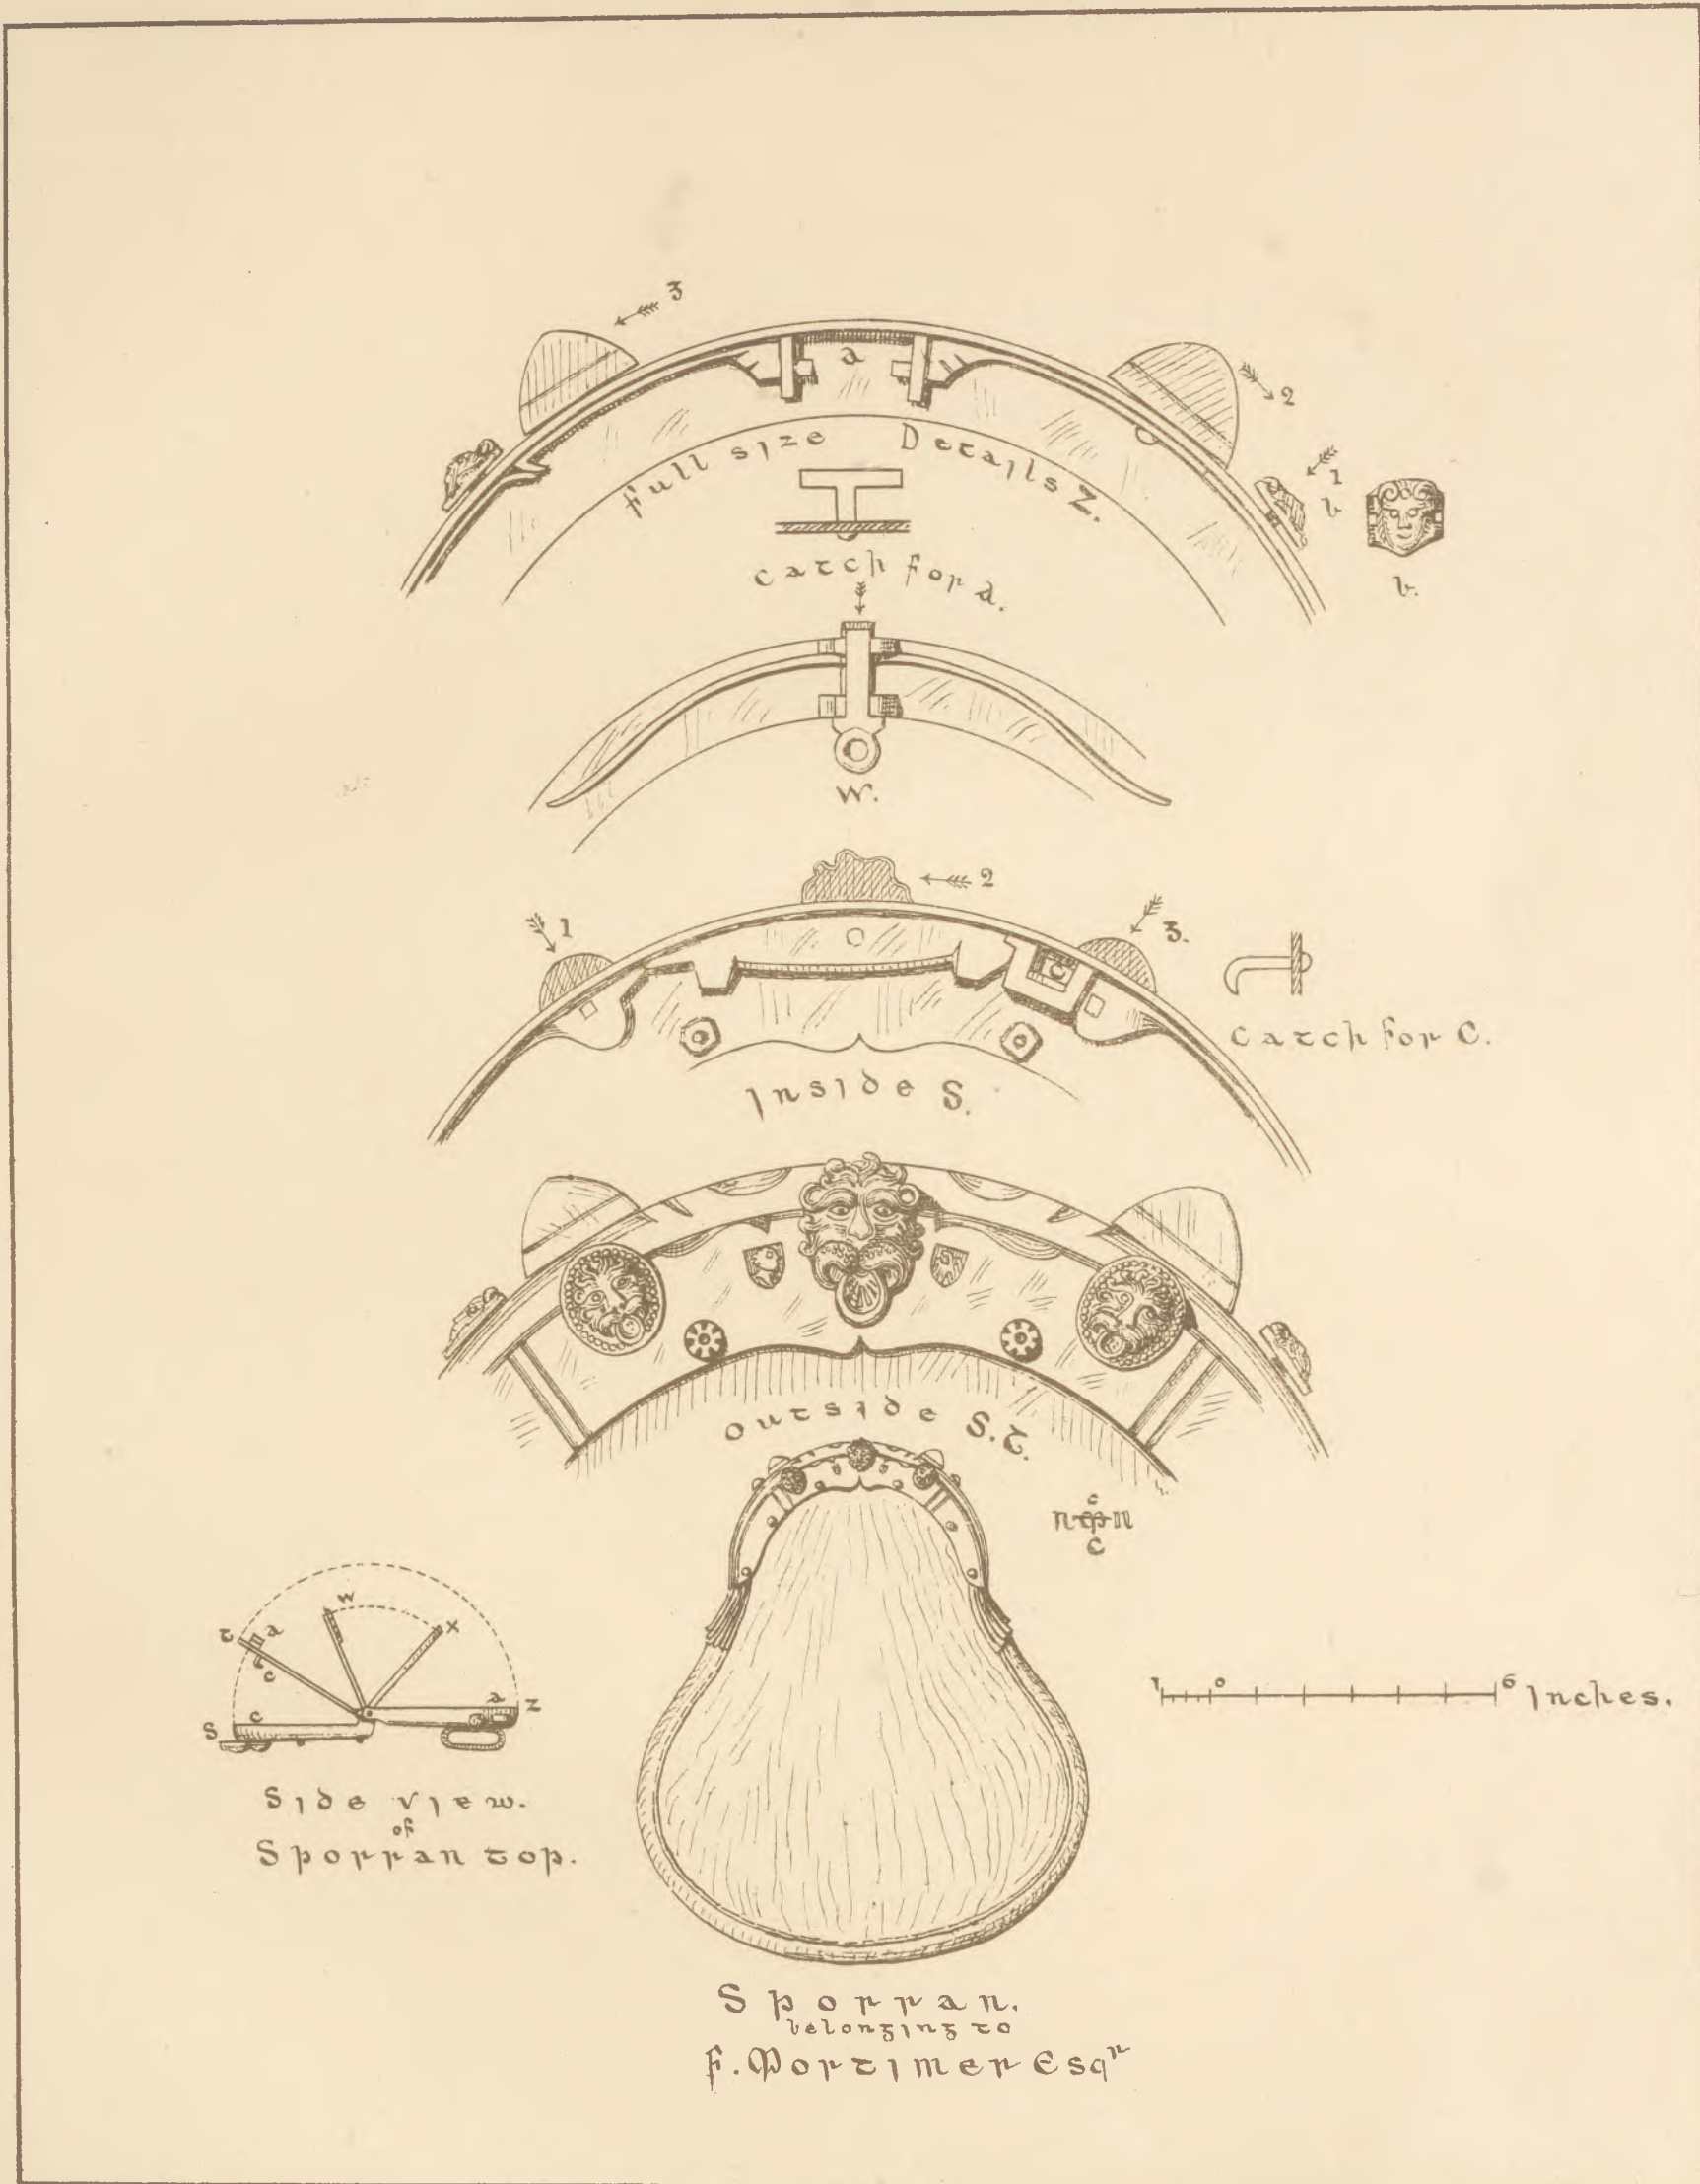 3
a
2
Full size Details Z.
1
b
b.
Catch for a.
W.
2
1
3.
C
Catch for C.
Inside S.
Outside S.T.
W
T
a
X
c
a
Z
S
c
0
6 Inches.
Side View.
of
Sporran top.
Sporran.
belonging to
F. Mortimer Esqr